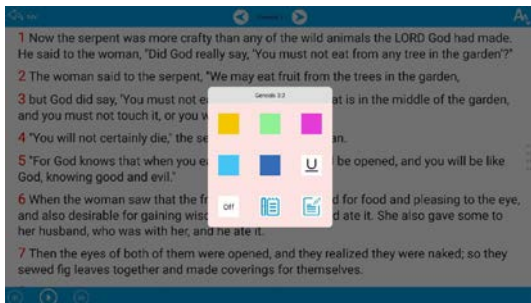 1 Now the serpent was more crafty than any of the wild animals the LORD God had made.
He said to the woman, "Did God really say, 'You must not eat from any tree in the garden'?"
2 The woman said to the serpent, "We may eat fruit from the trees in the garden,
3 but God did say, 'You must not at is in the middle of the garden,
and you must not touch it, or you
4 "You will not certainly die,' the an.
5 "For God knows that when you be opened, and you will be like
God, knowing good and evil."
6 When the woman saw that the d for food and pleasing to the eye,
and also desirable for gaining d ate it. She also gave some to
her husband, who was with her, and he ate it.
7 Then the eyes of both of them were opened, and they realized they were naked; so they
sewed fig leaves together and made coverings for themselves.
Genesis 3:3
U
Off